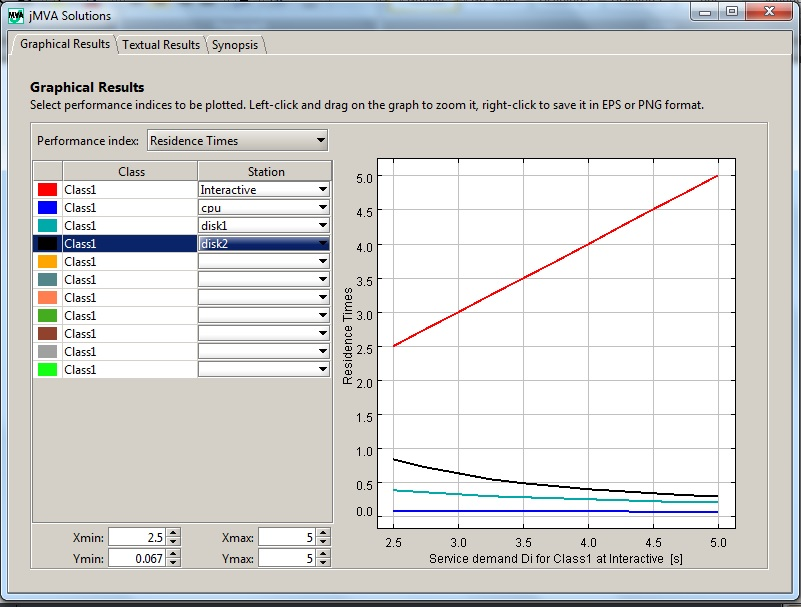 MVA jMVA Solutions
Graphical Results Textual Results Synopsis
Graphical Results
Select performance indices to be plotted. Left-click and drag on the graph to zoom it, right-click to save it in EPS or PNG format.
Performance index: Residence Times
Class Station
Class1 Interactive
Class1 cpu
Class1 disk1
Class1 disk2
Class1
Class1
Class1
Class1
Class1
Class1
Class1
Xmin: 2.5 Xmax: 5
Ymin: 0.067 Ymax: 5
Residence Times
5.0
4.5
4.0
3.5
3.0
2.5
2.0
1.5
1.0
0.5
0.0
2.5 3.0 3.5 4.0 4.5 5.0
Service demand Di for Class1 at Interactive [s]